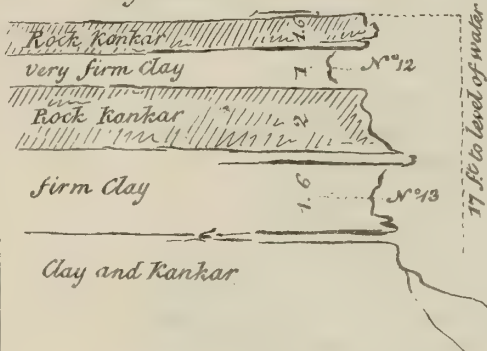 1.6
Rock Kankar
very firm Clay
1
Nº 12
Rock Kankar
2
firm Clay
1.6
Nº 13
Clay and Kankar
17 ft. to level of water